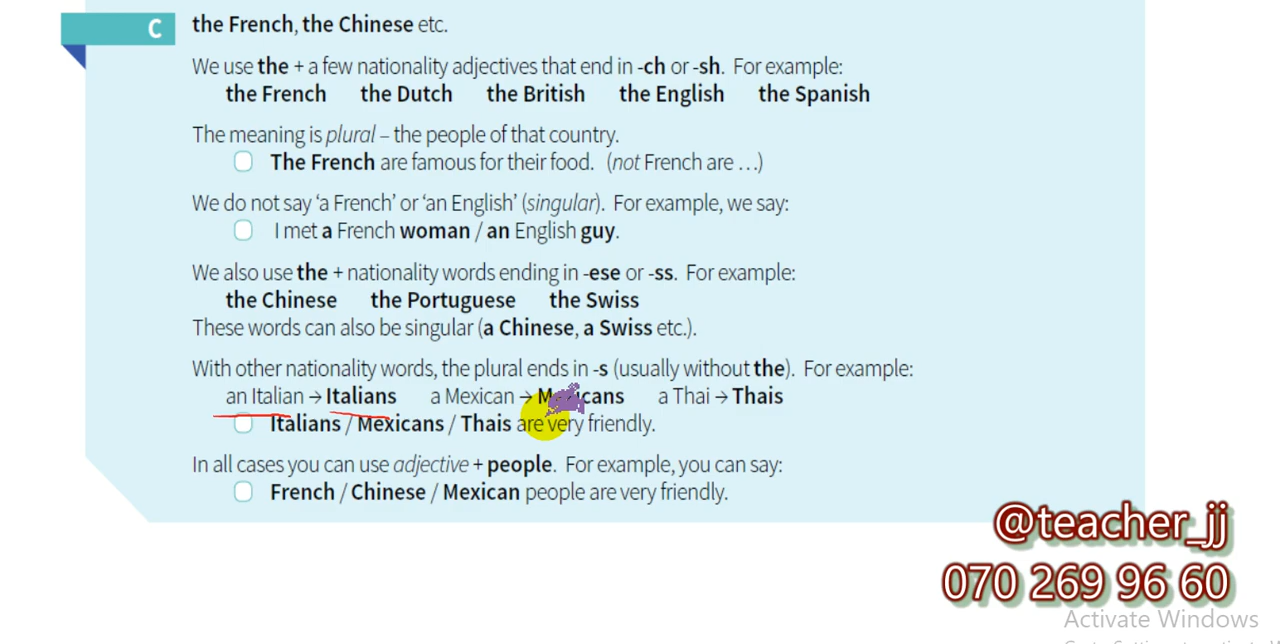 C the French, the Chinese etc.
We use the + a few nationality adjectives that end in -ch or -sh. For example:
the French the Dutch the British the English the Spanish
The meaning is plural – the people of that country.
The French are famous for their food. (not French are …)
We do not say ‘a French’ or ‘an English’ (singular). For example, we say:
I met a French woman / an English guy.
We also use the + nationality words ending in -ese or -ss. For example:
the Chinese the Portuguese the Swiss
These words can also be singular (a Chinese, a Swiss etc.).
With other nationality words, the plural ends in -s (usually without the). For example:
an Italian → Italians a Mexican → Mexicans a Thai → Thais
Italians / Mexicans / Thais are very friendly.
In all cases you can use adjective + people. For example, you can say:
French / Chinese / Mexican people are very friendly.
@teacher_jj
070 269 96 60
Activate Windows